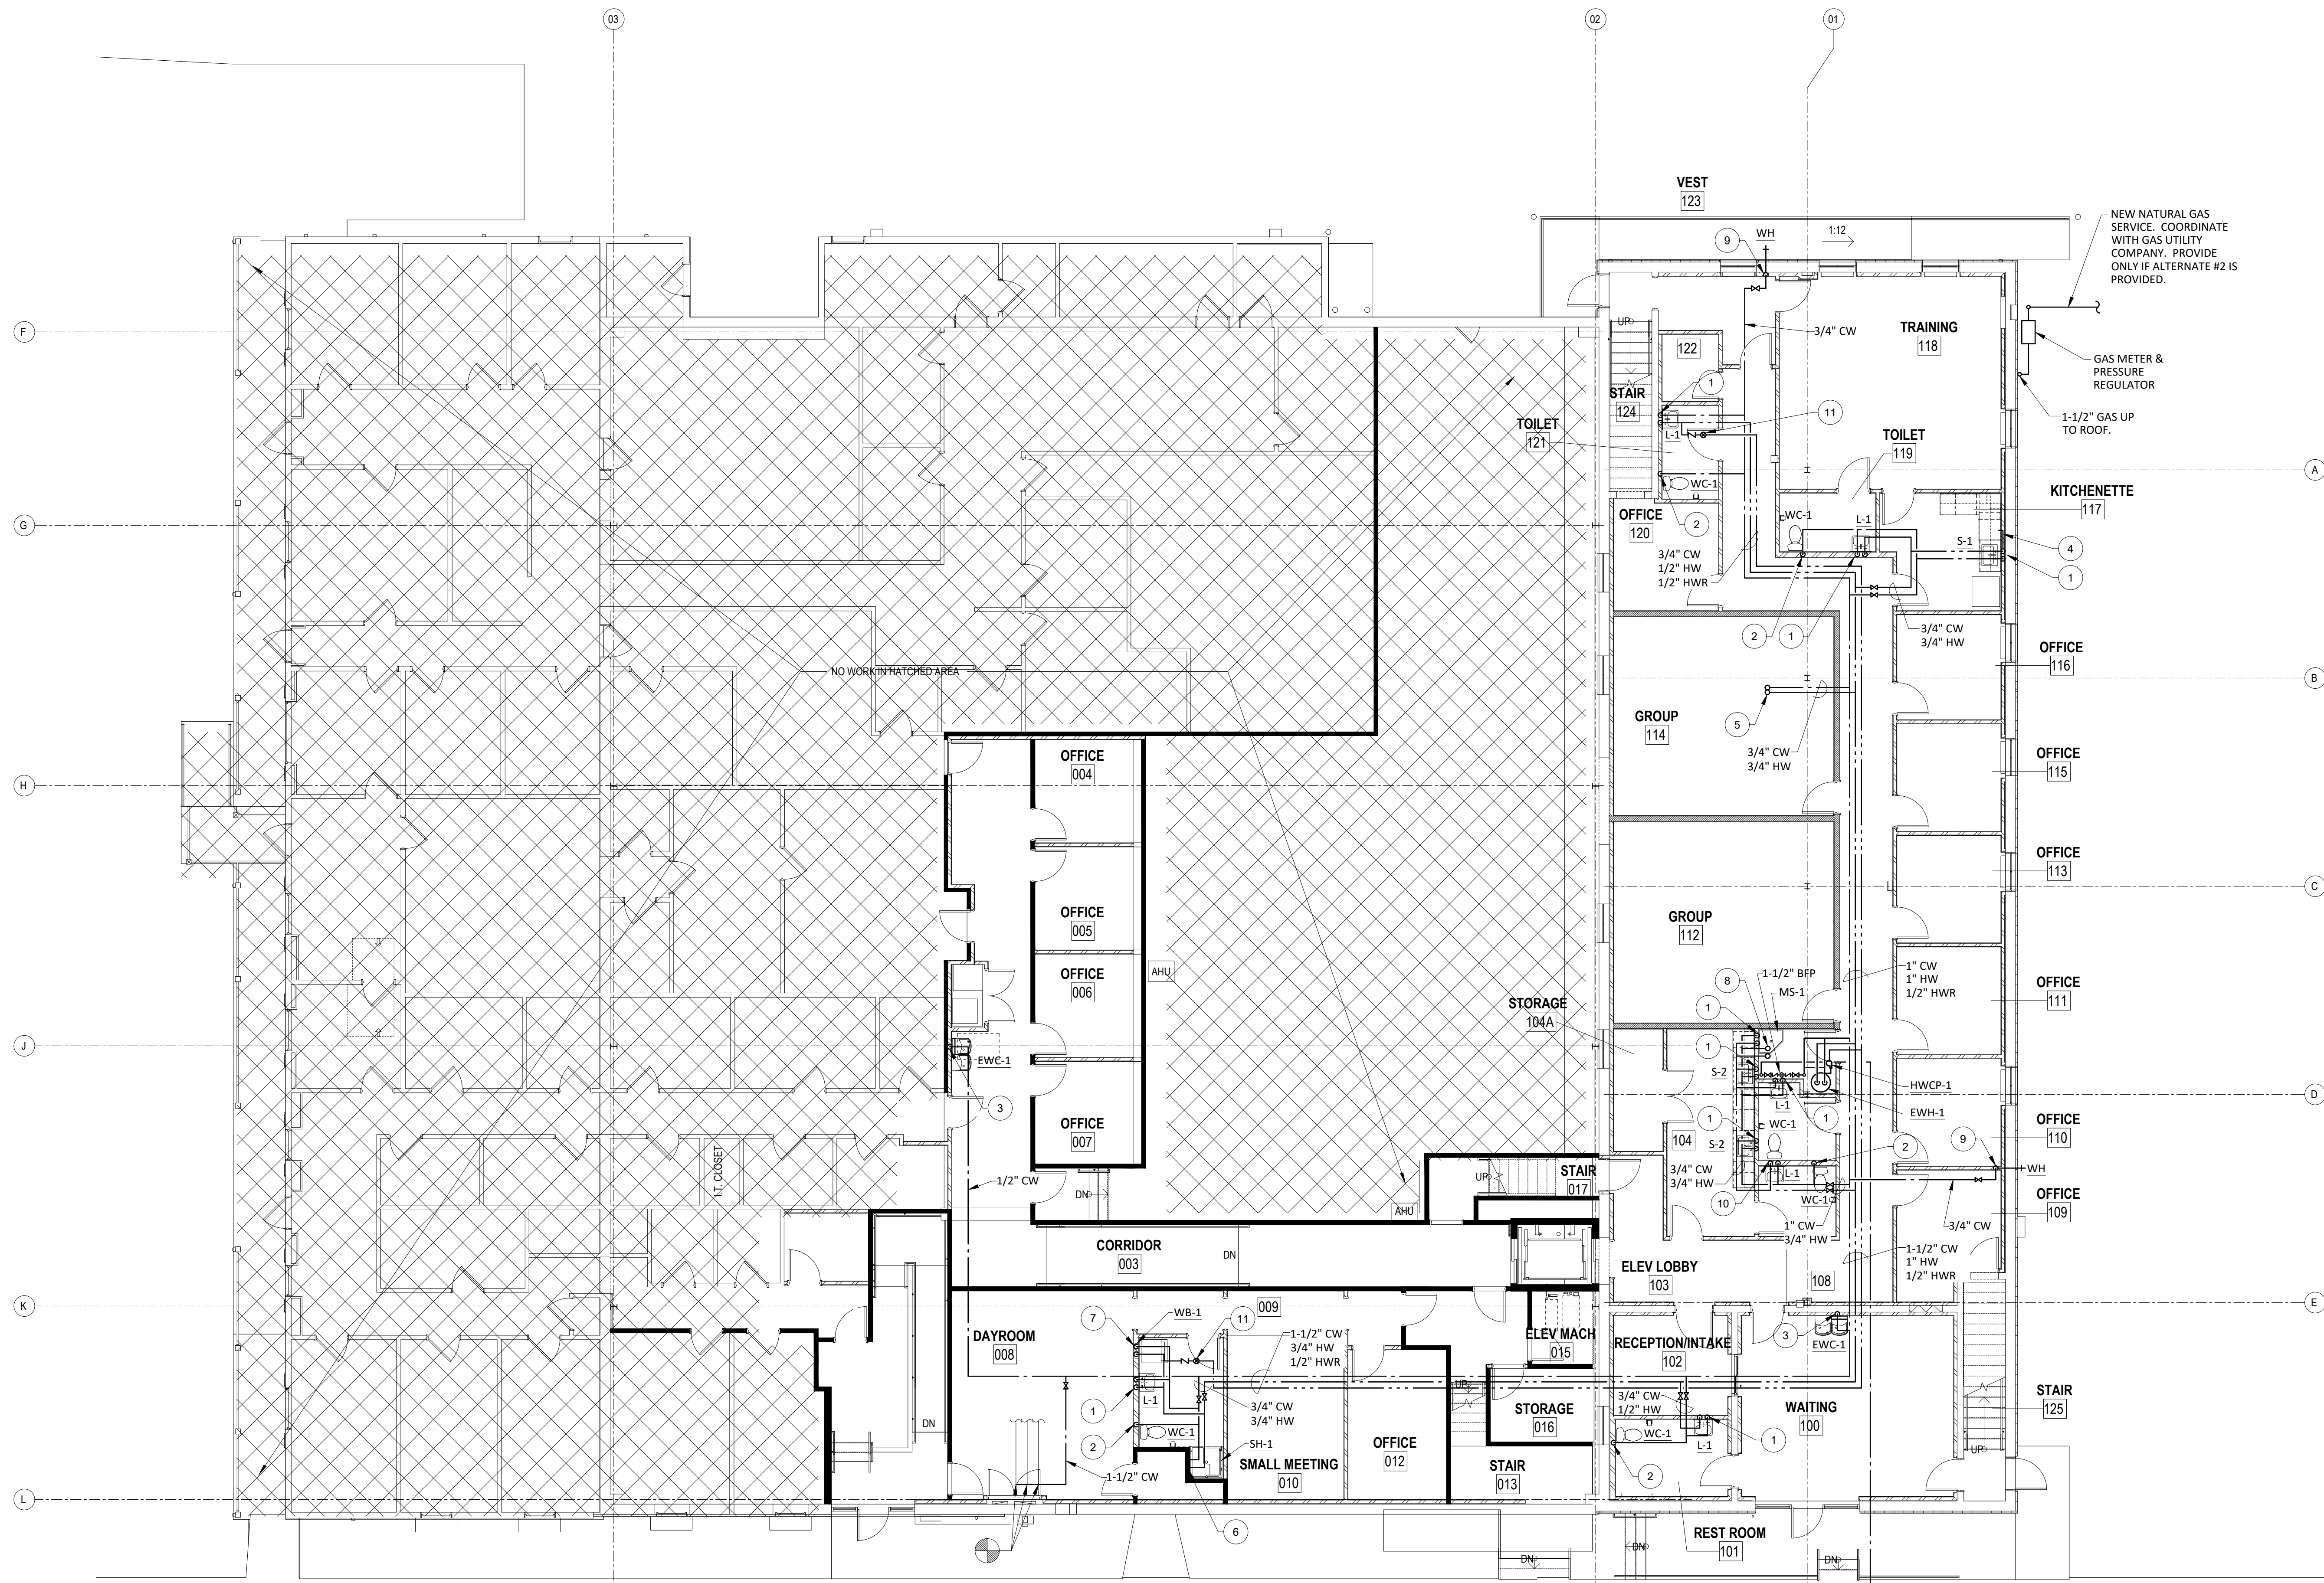 03
02
01
VEST
123
NEW NATURAL GAS
SERVICE. COORDINATE
WITH GAS UTILITY
COMPANY. PROVIDE
ONLY IF ALTERNATE #2 IS
PROVIDED.
9
WH
1:12
F
UP
122
3/4" CW
TRAINING
118
GAS METER &
PRESSURE
REGULATOR
1
STAIR
124
11
1-1/2" GAS UP
TO ROOF.
TOILET
121
L-1
TOILET
119
A
WC-1
KITCHENETTE
117
G
OFFICE
120
2
WC-1
L-1
S-1
4
3/4" CW
1/2" HW
1/2" HWR
1
2
1
3/4" CW
3/4" HW
OFFICE
116
NO WORK IN HATCHED AREA
B
GROUP
114
5
3/4" CW
3/4" HW
OFFICE
004
OFFICE
115
H
OFFICE
113
C
OFFICE
005
GROUP
112
OFFICE
006
AHU
1-1/2" BFP
8
MS-1
1" CW
1" HW
1/2" HWR
OFFICE
111
STORAGE
104A
1
J
EWC-1
1
S-2
HWCP-1
D
3
L-1
EWH-1
OFFICE
007
1
1
WC-1
OFFICE
110
104
S-2
2
9
I.T. CLOSET
STAIR
017
UP
3/4" CW
3/4" HW
L-1
WH
1/2" CW
DN
10
WC-1
OFFICE
109
AHU
1" CW
3/4" HW
3/4" CW
CORRIDOR
003
DN
1-1/2" CW
1" HW
1/2" HWR
ELEV LOBBY
103
108
K
E
009
7
WB-1
11
DAYROOM
008
1-1/2" CW
3/4" HW
1/2" HWR
ELEV MACH
015
RECEPTION/INTAKE
102
3
EWC-1
UP
1
L-1
3/4" CW
3/4" HW
3/4" CW
1/2" HW
STAIR
125
DN
STORAGE
016
WAITING
100
2
WC-1
SH-1
WC-1
L-1
1
UP
OFFICE
012
SMALL MEETING
010
STAIR
013
2
1-1/2" CW
L
6
REST ROOM
101
DN
DN
DN